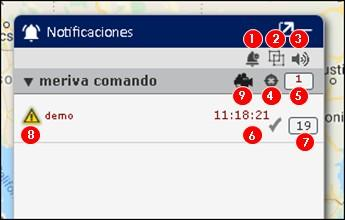 1 2 3
Notificaciones
meriva comando 1
9 4 5
demo 11:18:21 19
8 6 7